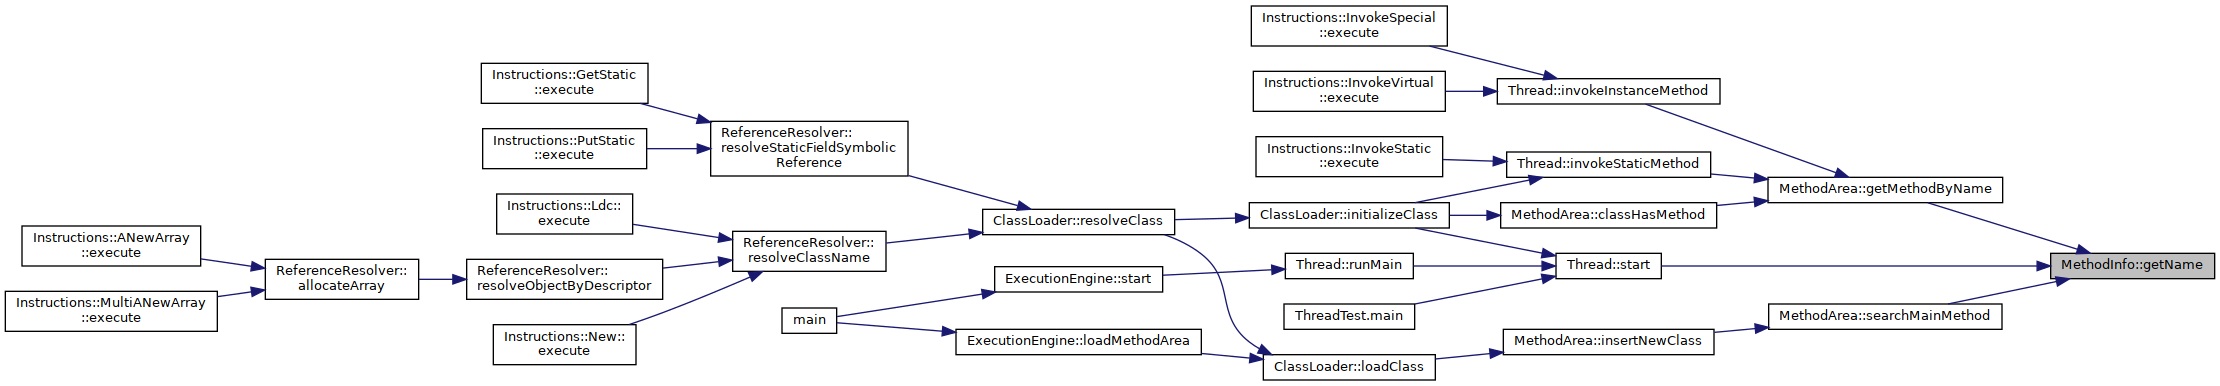 Instructions::InvokeSpecial
::execute
Instructions::GetStatic
::execute
Instructions::InvokeVirtual
::execute
Thread::invokeInstanceMethod
Instructions::PutStatic
::execute
ReferenceResolver::
resolveStaticFieldSymbolic
Reference
Instructions::InvokeStatic
::execute
Thread::invokeStaticMethod
MethodArea::getMethodByName
Instructions::Ldc::
execute
ClassLoader::resolveClass
ClassLoader::initializeClass
MethodArea::classHasMethod
Instructions::ANewArray
::execute
ReferenceResolver::
resolveClassName
ReferenceResolver::
allocateArray
ReferenceResolver::
resolveObjectByDescriptor
ExecutionEngine::start
Thread::runMain
Thread::start
MethodInfo::getName
Instructions::MultiANewArray
::execute
main
ThreadTest.main
MethodArea::searchMainMethod
Instructions::New::
execute
ExecutionEngine::loadMethodArea
MethodArea::insertNewClass
ClassLoader::loadClass